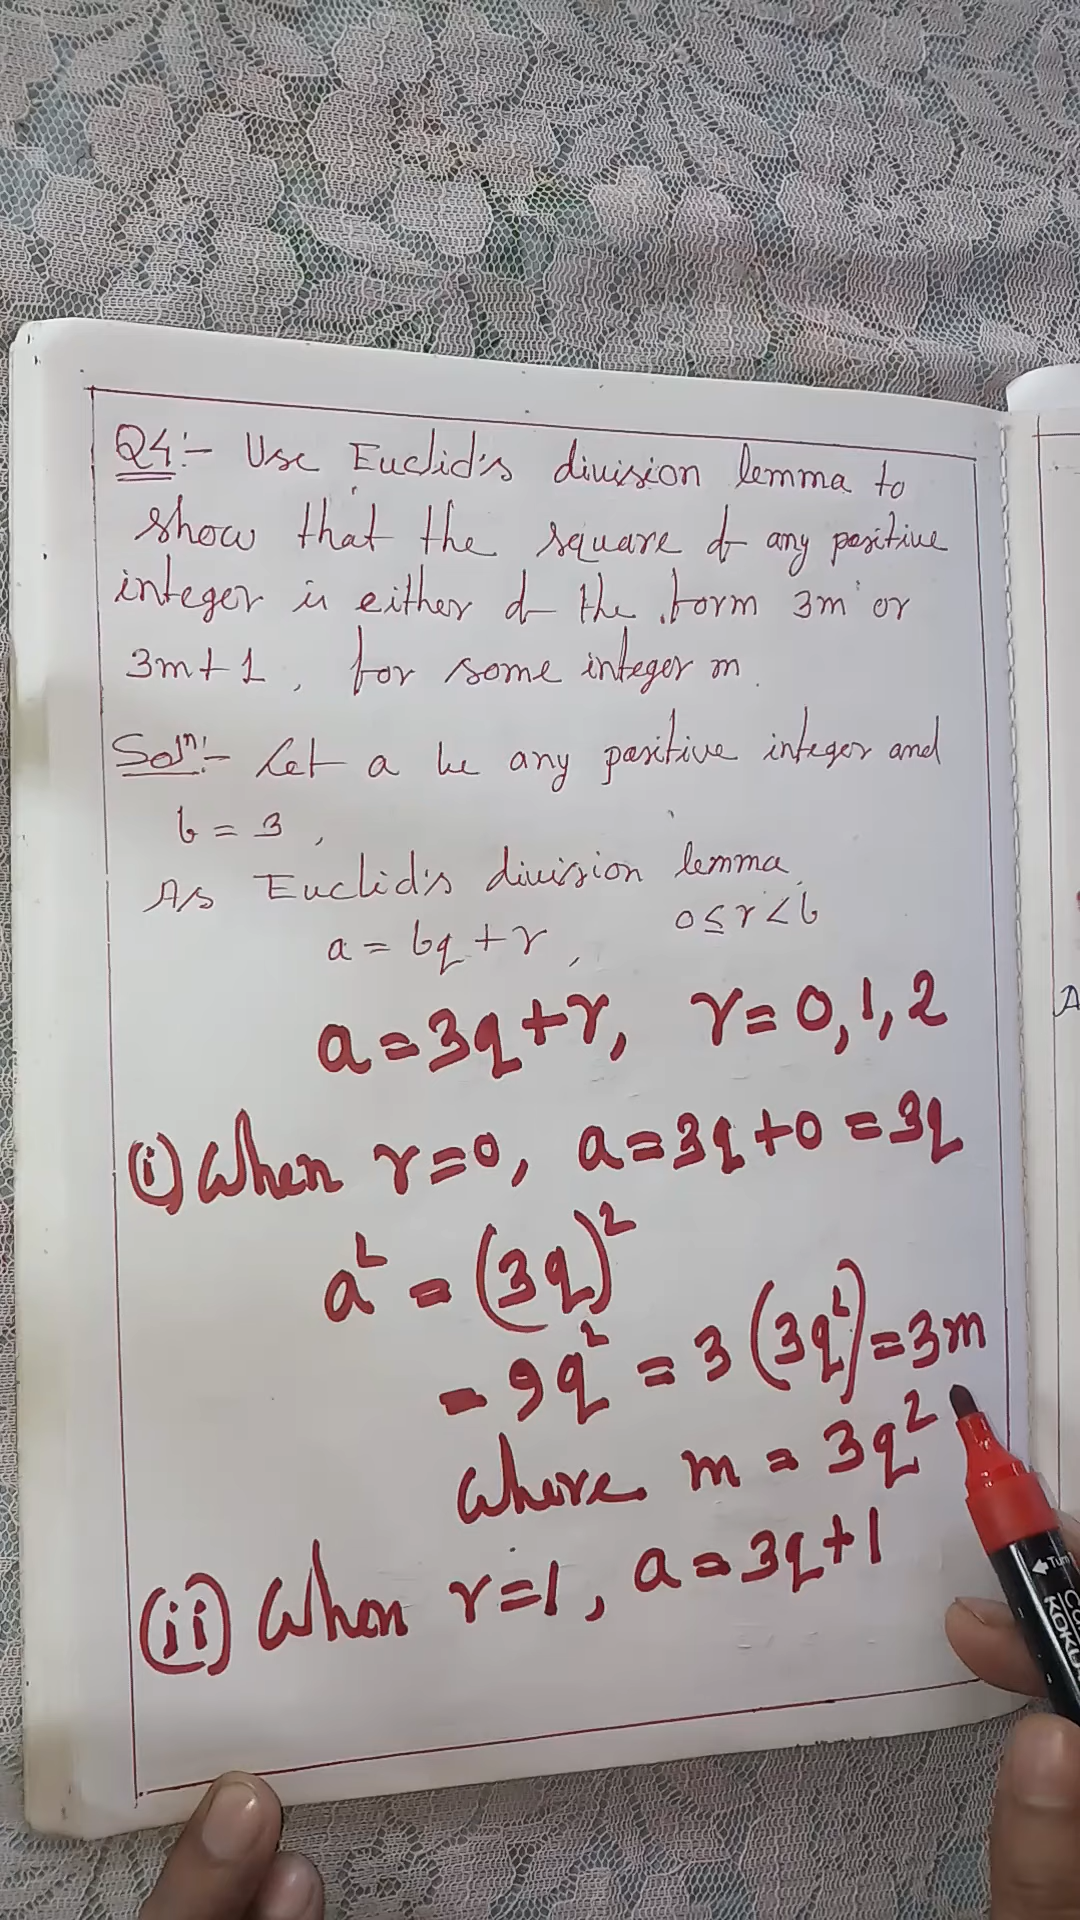 Q4:- Use Euclid's division lemma to
show that the square of any positive
integer is either of the form 3m or
3m+1, for some integer m.
Solⁿ:- Let a be any positive integer and
b = 3,
As Euclid's division lemma,
a = bq + r, 0 ≤ r < b
a = 3q + r, r = 0, 1, 2
(i) When r = 0, a = 3q + 0 = 3q
a² = (3q)²
= 9q² = 3(3q²) = 3m
where m = 3q²
(ii) When r = 1, a = 3q + 1